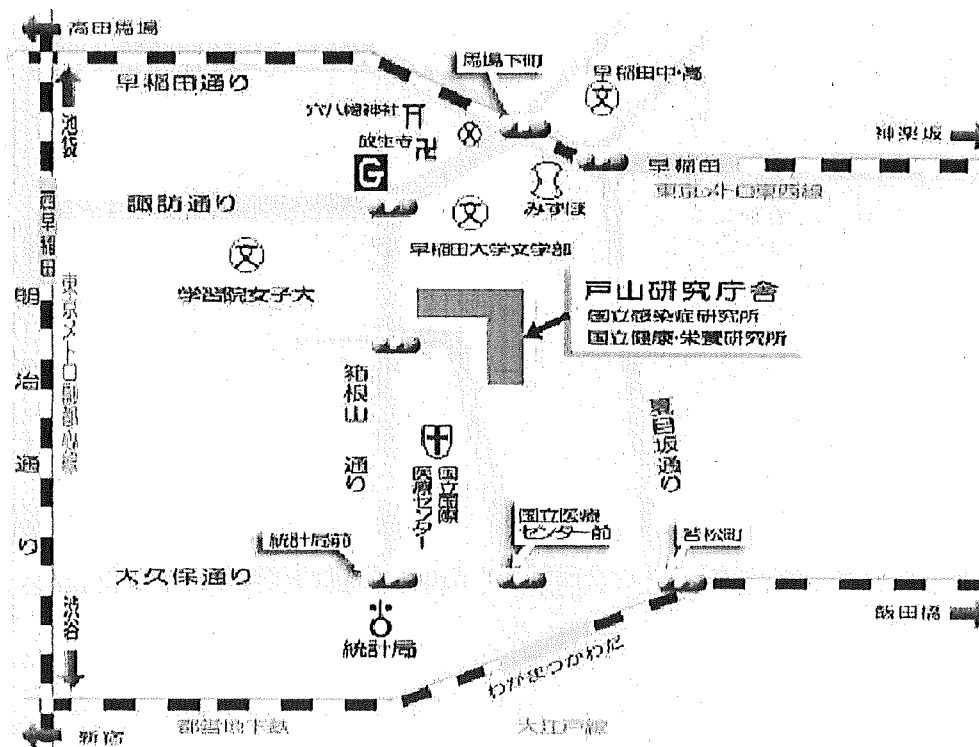 高田馬場
早稲田通り
馬場下町
早稲田中・高
穴八幡神社
放生寺
池袋
神楽坂
早稲田
東京メトロ東西線
みずほ
諏訪通り
西早稲田
早稲田大学文学部
学習院女子大
戸山研究庁舎
国立感染症研究所
国立健康・栄養研究所
明治通り
東京メトロ副都心線
箱根山通り
夏目坂通り
国立国際
医療センター
国立医療
センター前
統計局前
若松町
大久保通り
飯田橋
渋谷
統計局
わかまつかわだ
都営地下鉄
大江戸線
新宿